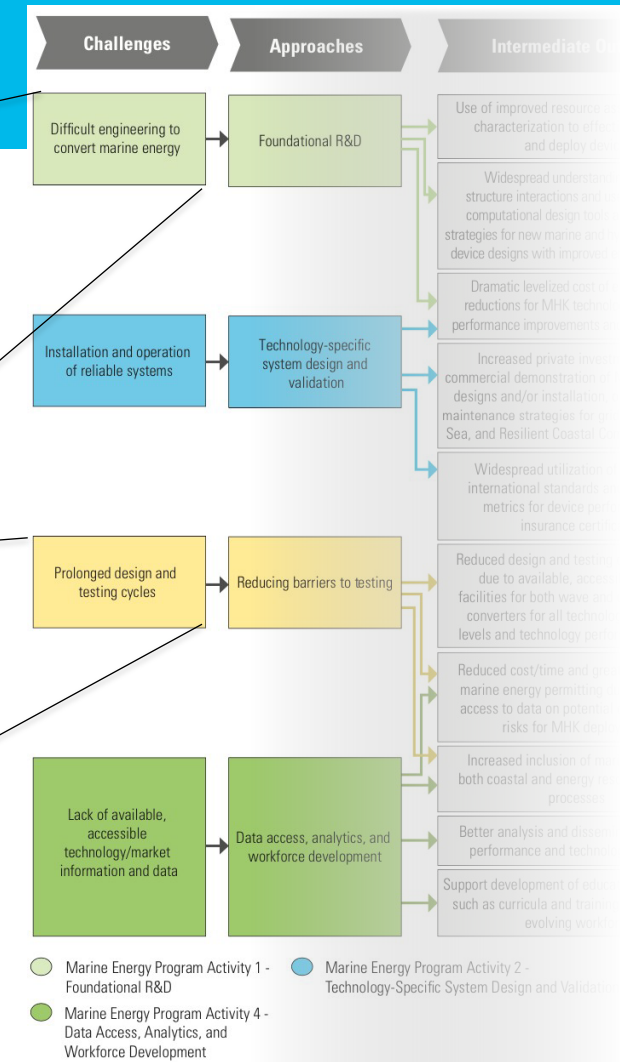 Challenges
Approaches
Intermediate
Difficult engineering to
convert marine energy
Foundational R&D
Use of improved resource
characterization to
and deploy
Widespread
structure interactions and
computational design
strategies for new marine
device designs with
Dramatic levelized cost of
reductions for MHK
performance improvements
Installation and operation
of reliable systems
Technology-specific
system design and
validation
Increased private
commercial demonstration
designs and/or installation,
maintenance strategies for
Sea, and Resilient Coastal
Widespread utilization
international standards
metrics for device
insurance
Prolonged design and
testing cycles
Reducing barriers to testing
Reduced design and testing
due to available,
facilities for both wave
converters for all
levels and technology
Reduced cost/time and
marine energy permitting
access to data on
risks for MHK
Increased inclusion of
both coastal and energy
processes
Lack of available,
accessible
technology/market
information and data
Data access, analytics, and
workforce development
Better analysis and
performance and
Support development of
such as curricula and
evolving
Marine Energy Program Activity 1 -
Foundational R&D
Marine Energy Program Activity 2 -
Technology-Specific System Design and
Marine Energy Program Activity 4 -
Data Access, Analytics, and
Workforce Development